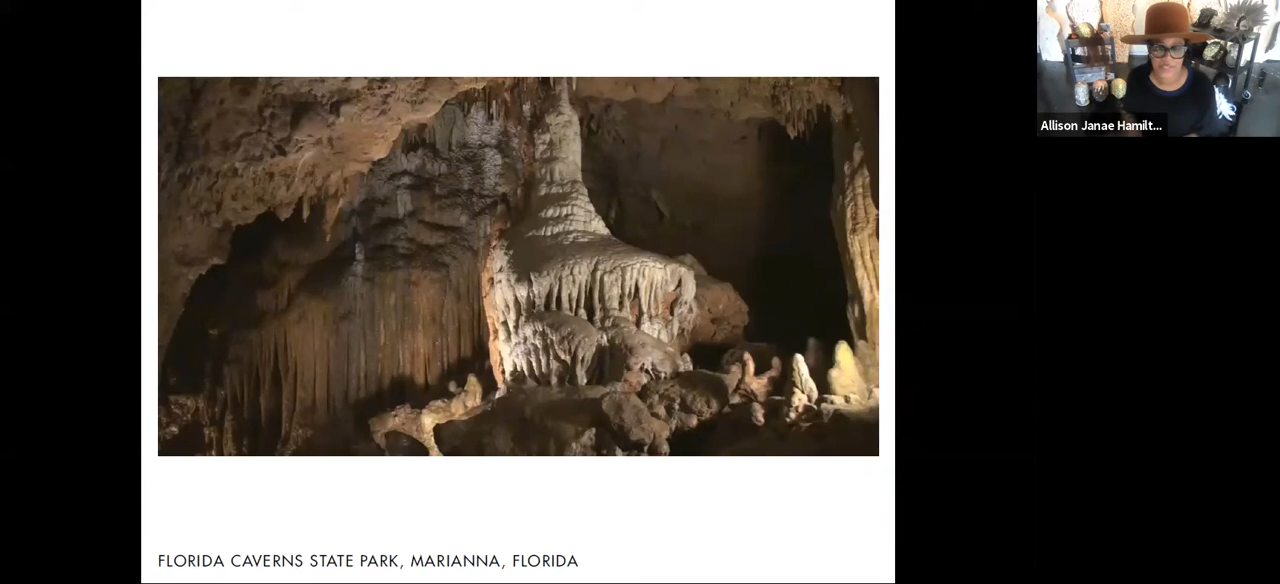 Allison Janae Hamilt...
FLORIDA CAVERNS STATE PARK, MARIANNA, FLORIDA